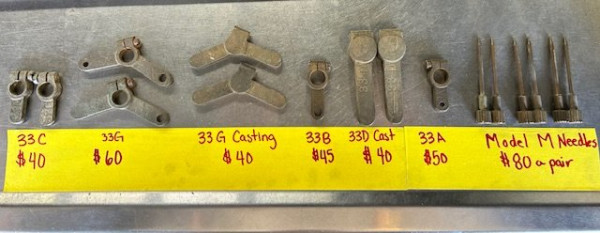 33C 33G 33G Casting 33B 33D Cast 33A Model M Needles
$40 $60 $40 $45 $40 $50 $80 a pair